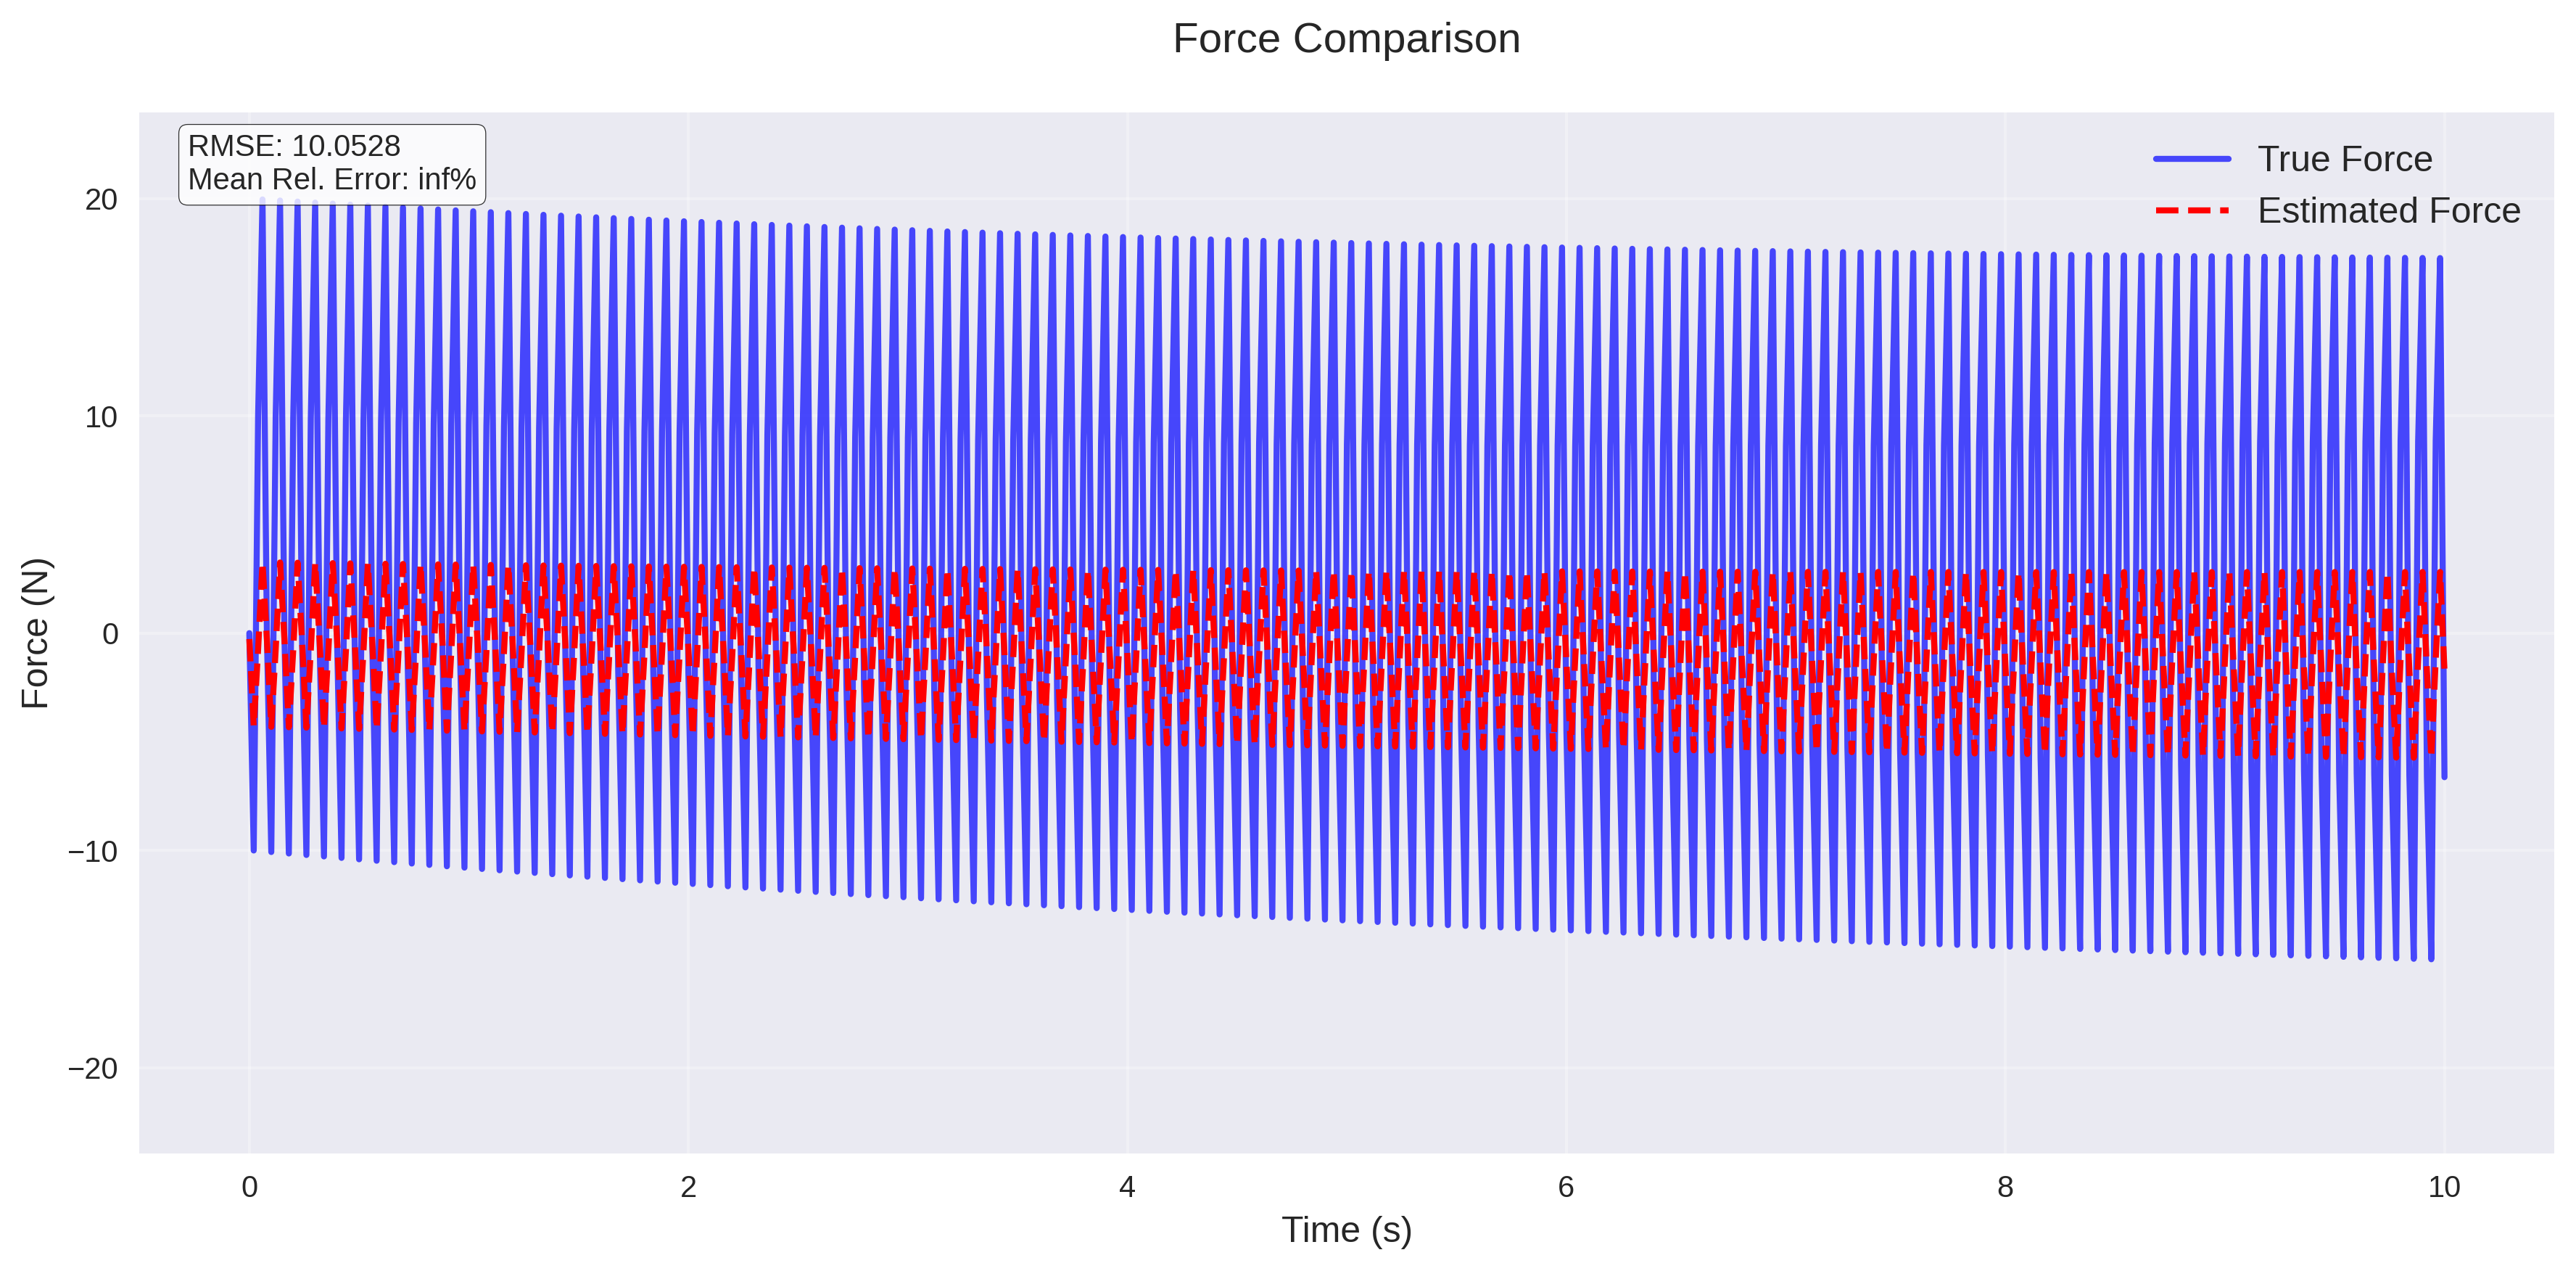 Force Comparison
RMSE: 10.0528
Mean Rel. Error: inf%
True Force
Estimated Force
20
10
0
−10
−20
Force (N)
0
2
4
6
8
10
Time (s)